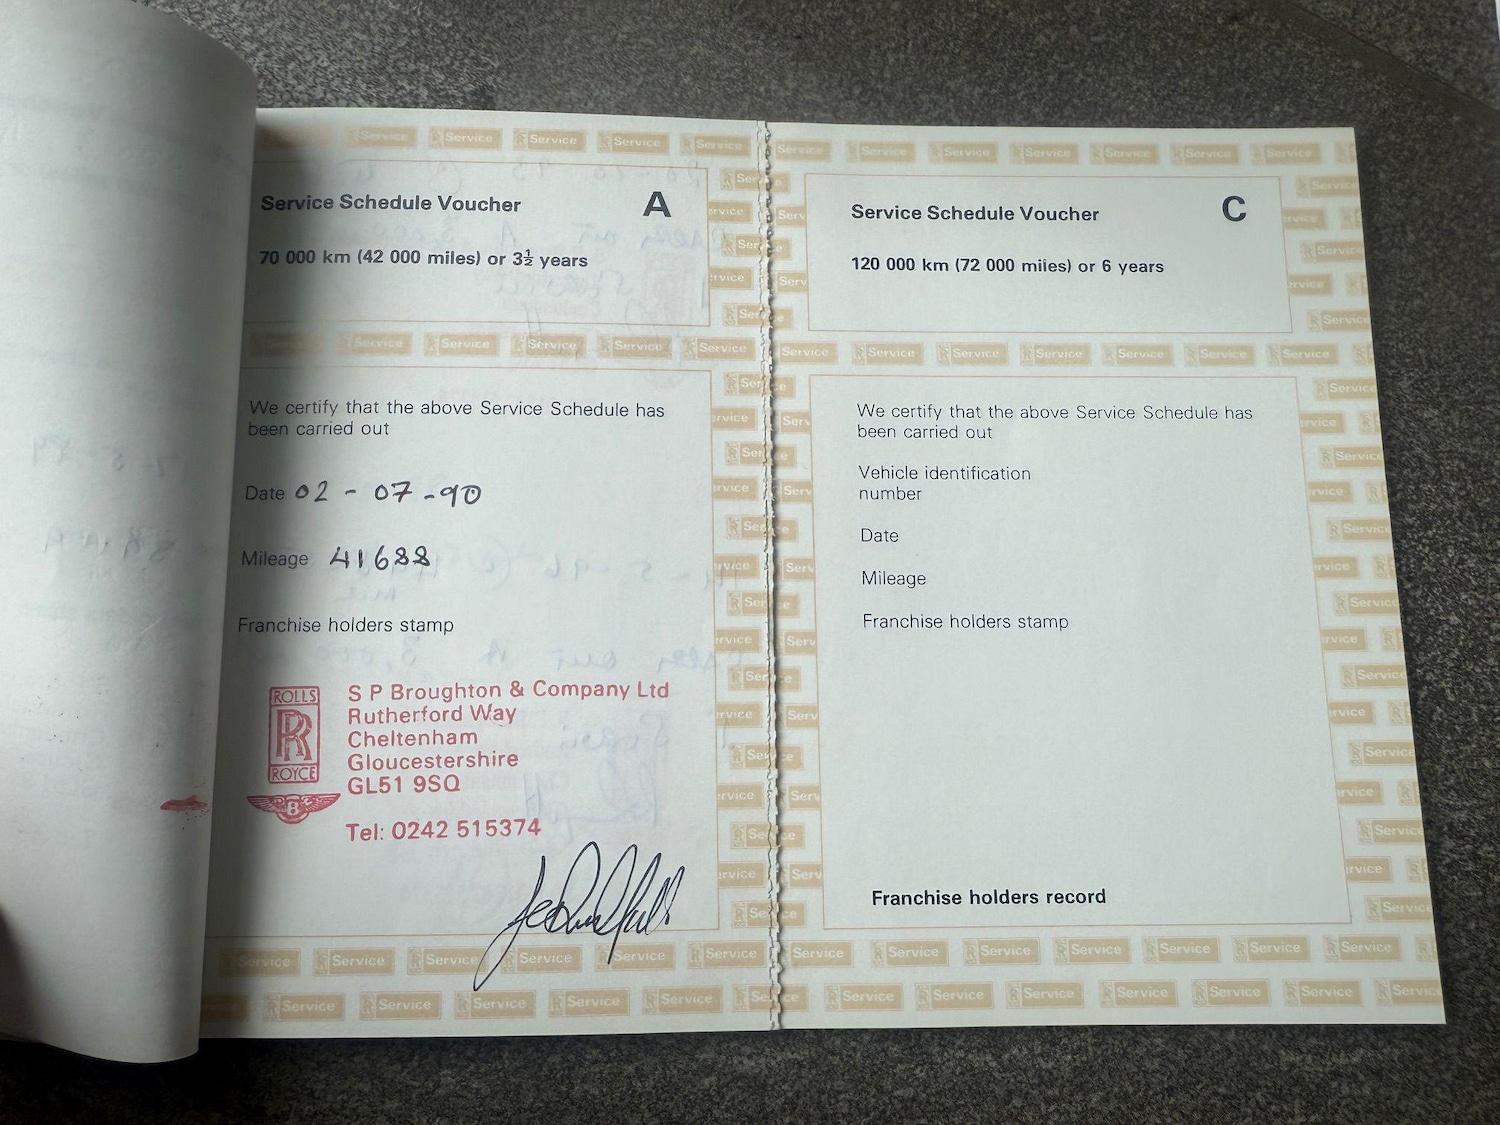 Service Schedule Voucher A
70 000 km (42 000 miles) or 3½ years
We certify that the above Service Schedule has
been carried out
Date 02 - 07 - 90
Mileage 41688
Franchise holders stamp
ROLLS
RR
ROYCE
B
S P Broughton & Company Ltd
Rutherford Way
Cheltenham
Gloucestershire
GL51 9SQ
Tel: 0242 515374
Service Schedule Voucher C
120 000 km (72 000 miles) or 6 years
We certify that the above Service Schedule has
been carried out
Vehicle identification
number
Date
Mileage
Franchise holders stamp
Franchise holders record